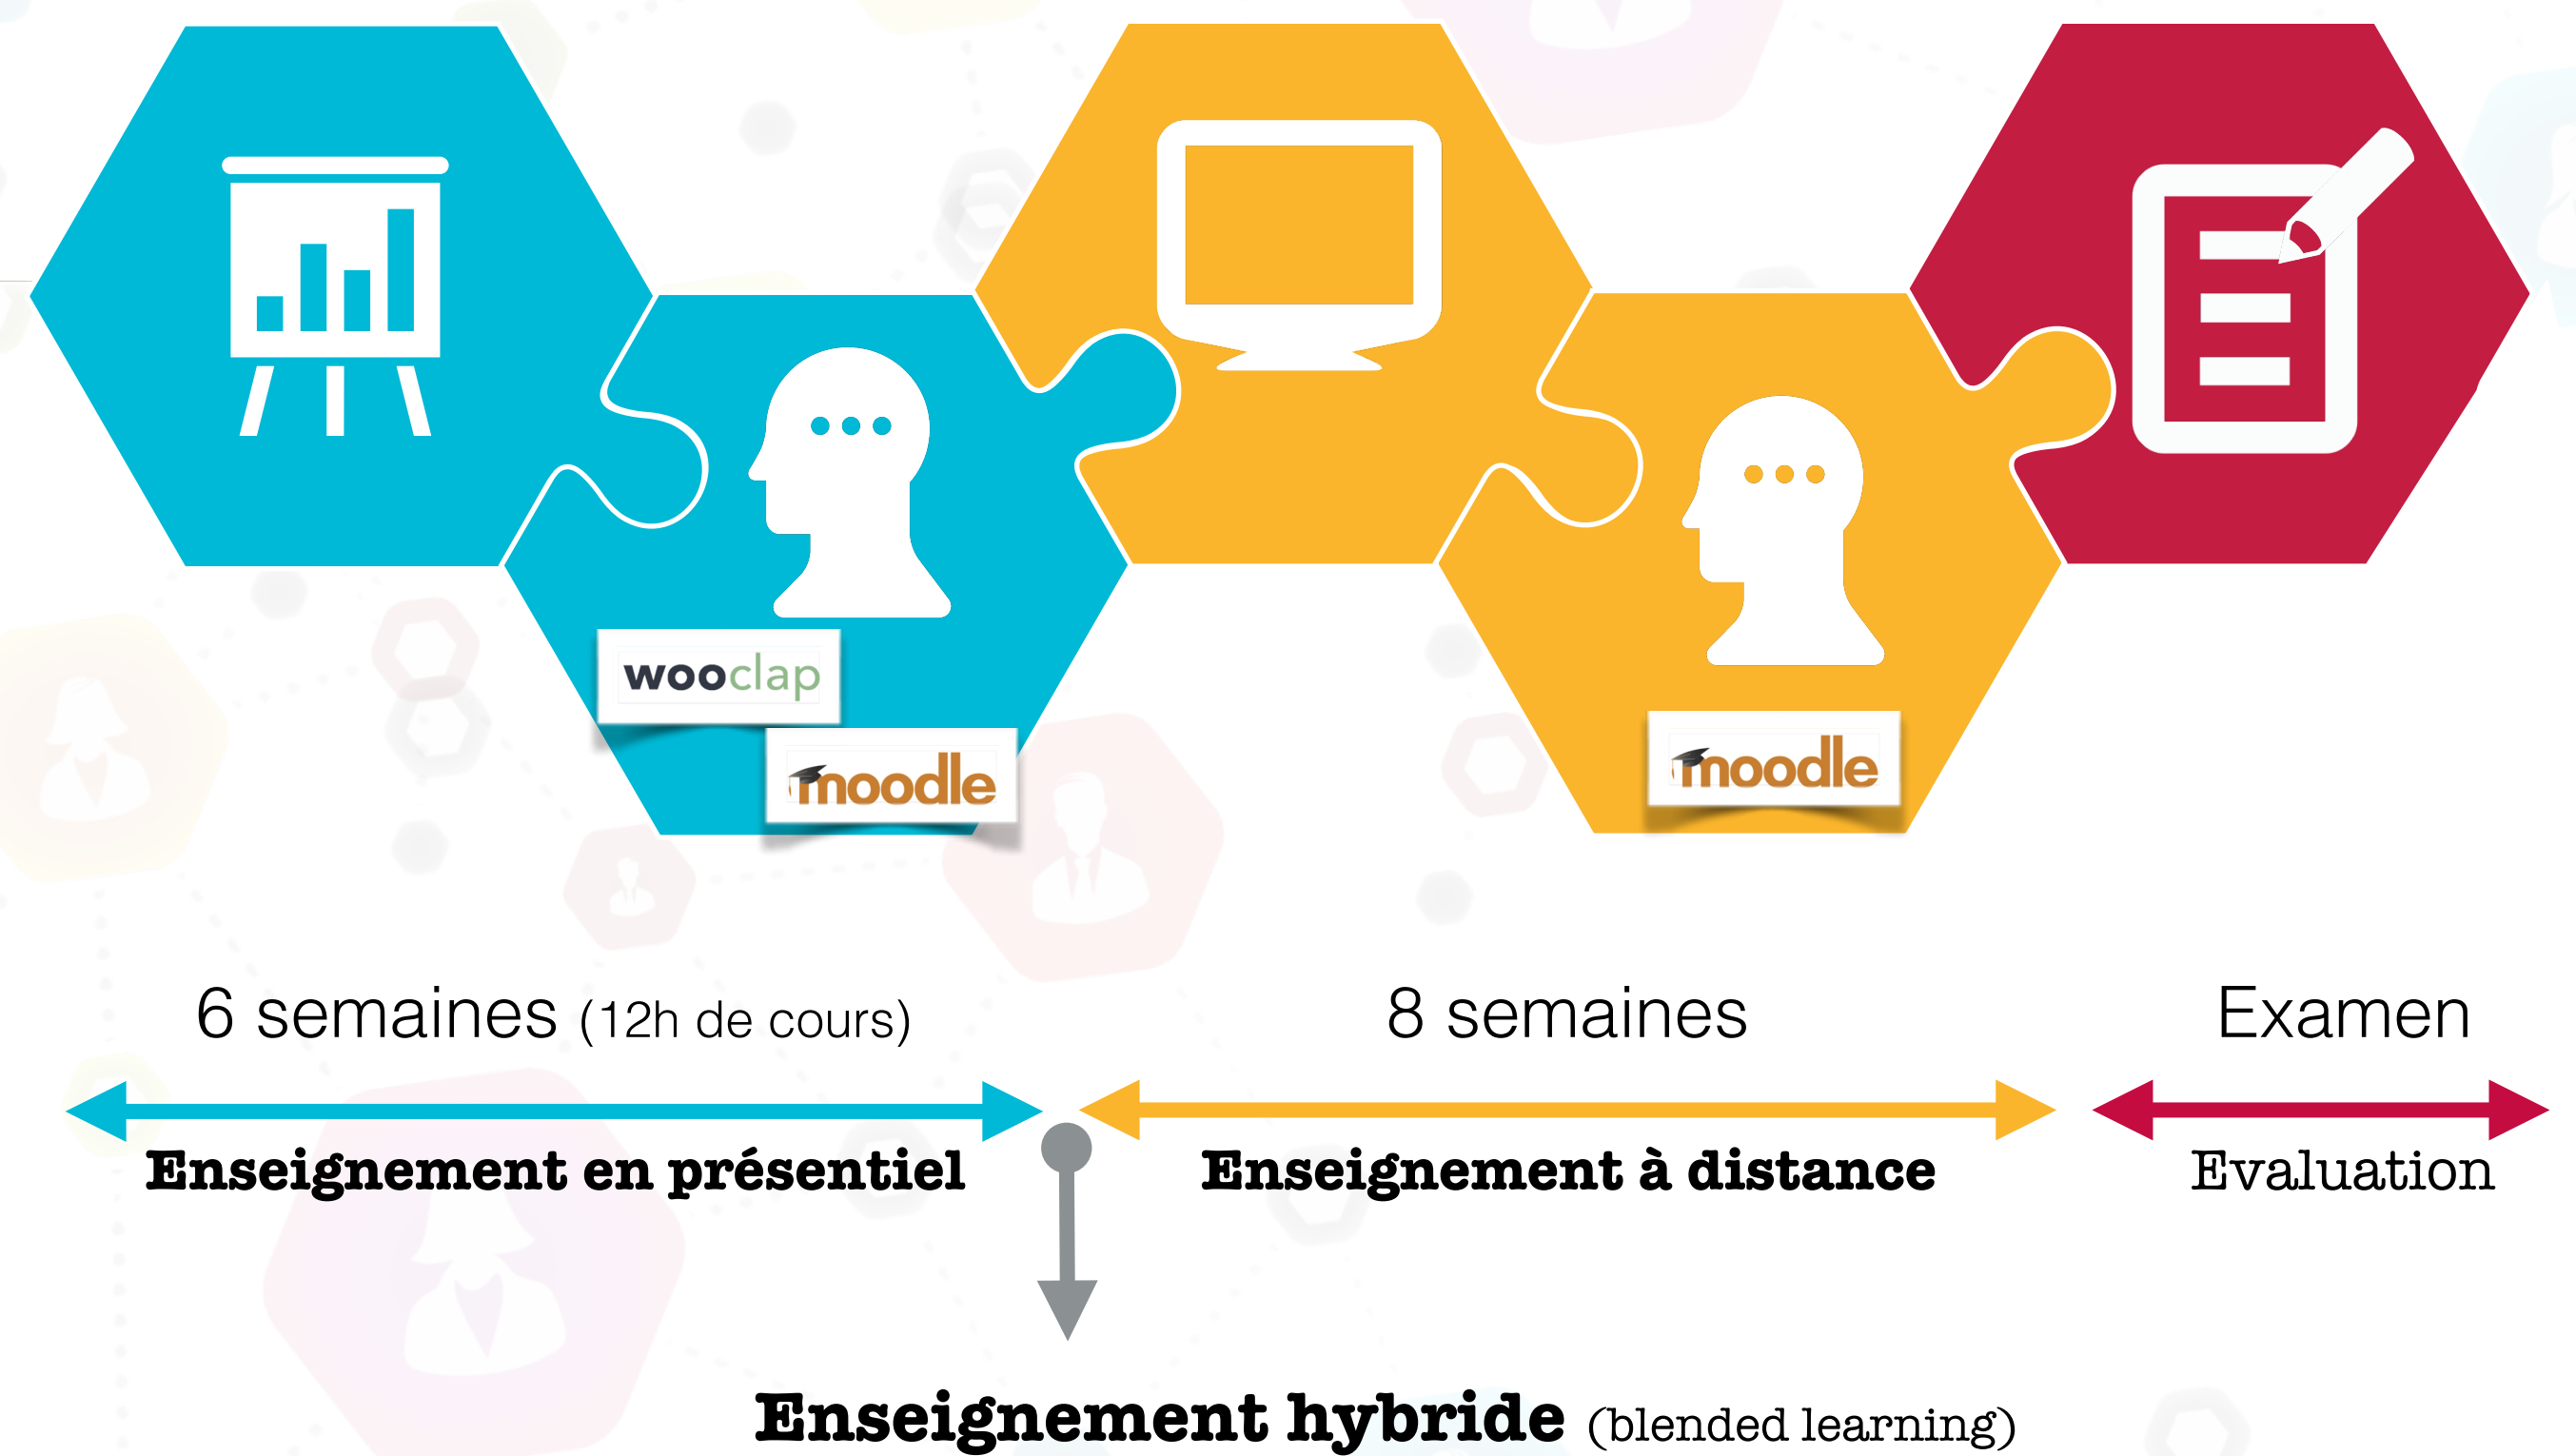 wooclap
moodle
moodle
6 semaines (12h de cours)
8 semaines
Examen
Enseignement en présentiel
Enseignement à distance
Evaluation
Enseignement hybride (blended learning)